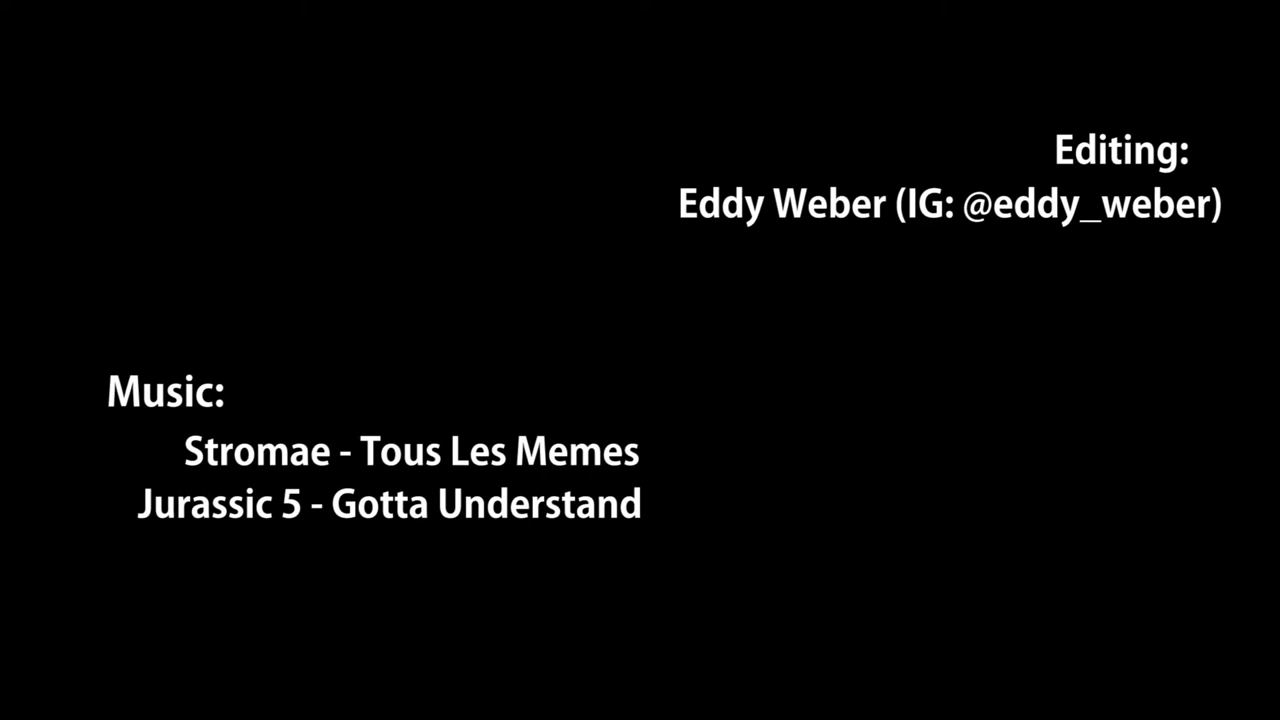 Editing:
Eddy Weber (IG: @eddy_weber)
Music:
Stromae - Tous Les Memes
Jurassic 5 - Gotta Understand